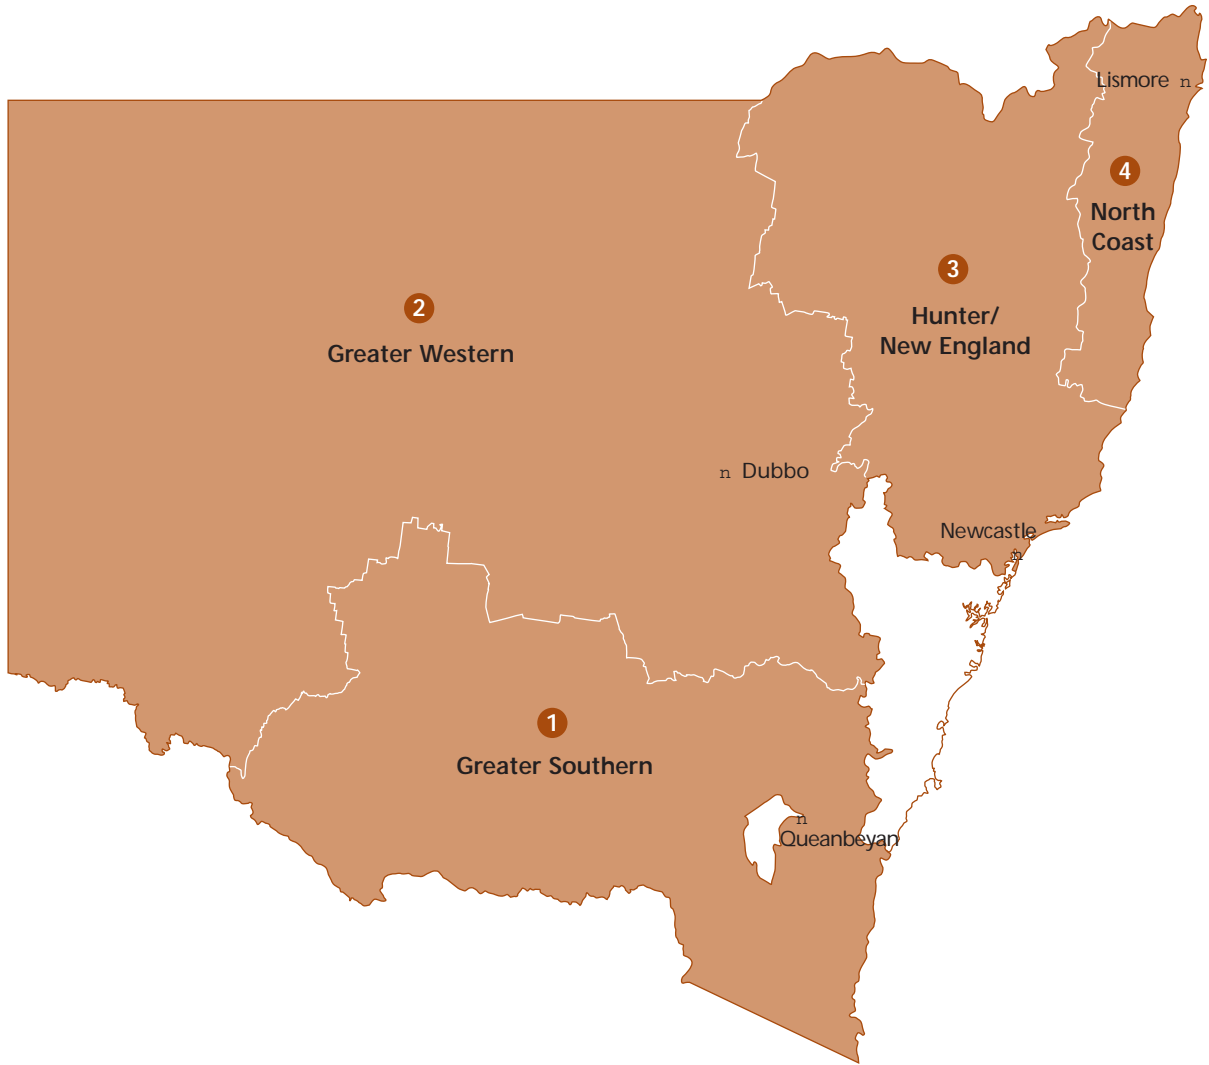 Lismore n
4
North
Coast
3
Hunter/
New England
2
Greater Western
n Dubbo
Newcastle
n
1
Greater Southern
n
Queanbeyan